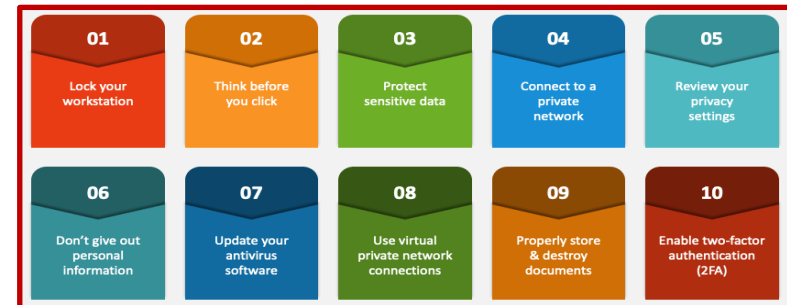 01
Lock your
workstation
02
Think before
you click
03
Protect
sensitive data
04
Connect to a
private
network
05
Review your
privacy
settings
06
Don't give out
personal
information
07
Update your
antivirus
software
08
Use virtual
private network
connections
09
Properly store
& destroy
documents
10
Enable two-factor
authentication
(2FA)